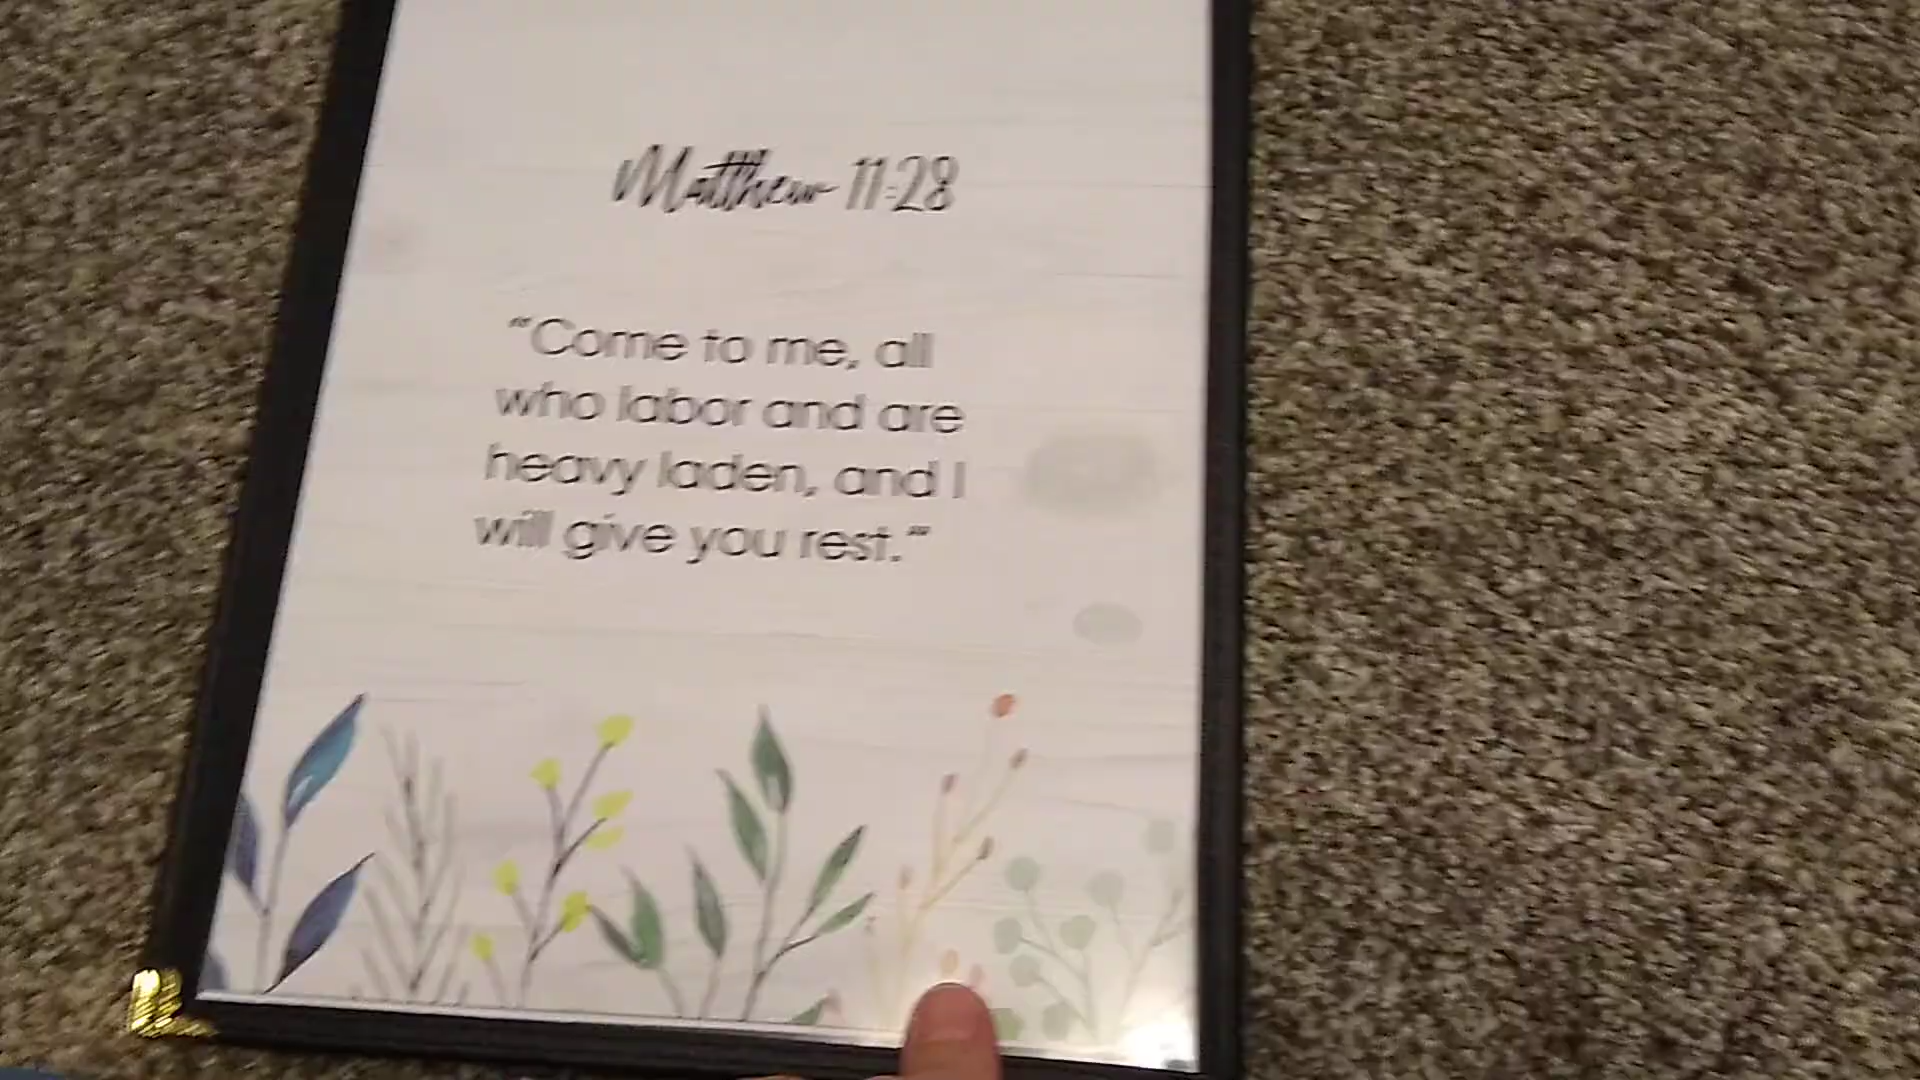 Matthew 11:28
“Come to me, all
who labor and are
heavy laden, and I
will give you rest.”